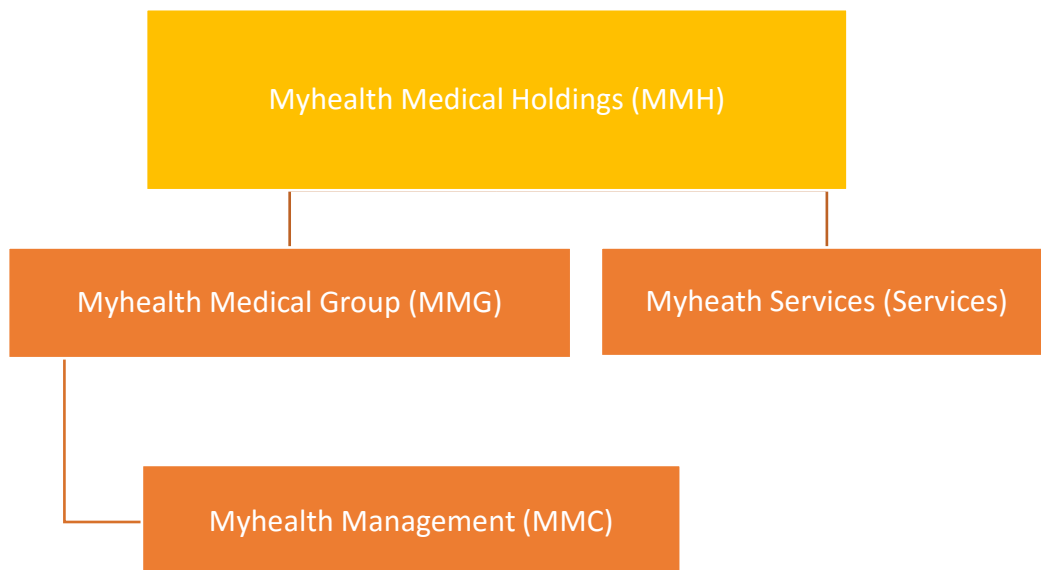 Myhealth Medical Holdings (MMH)
Myhealth Medical Group (MMG)
Myheath Services (Services)
Myhealth Management (MMC)